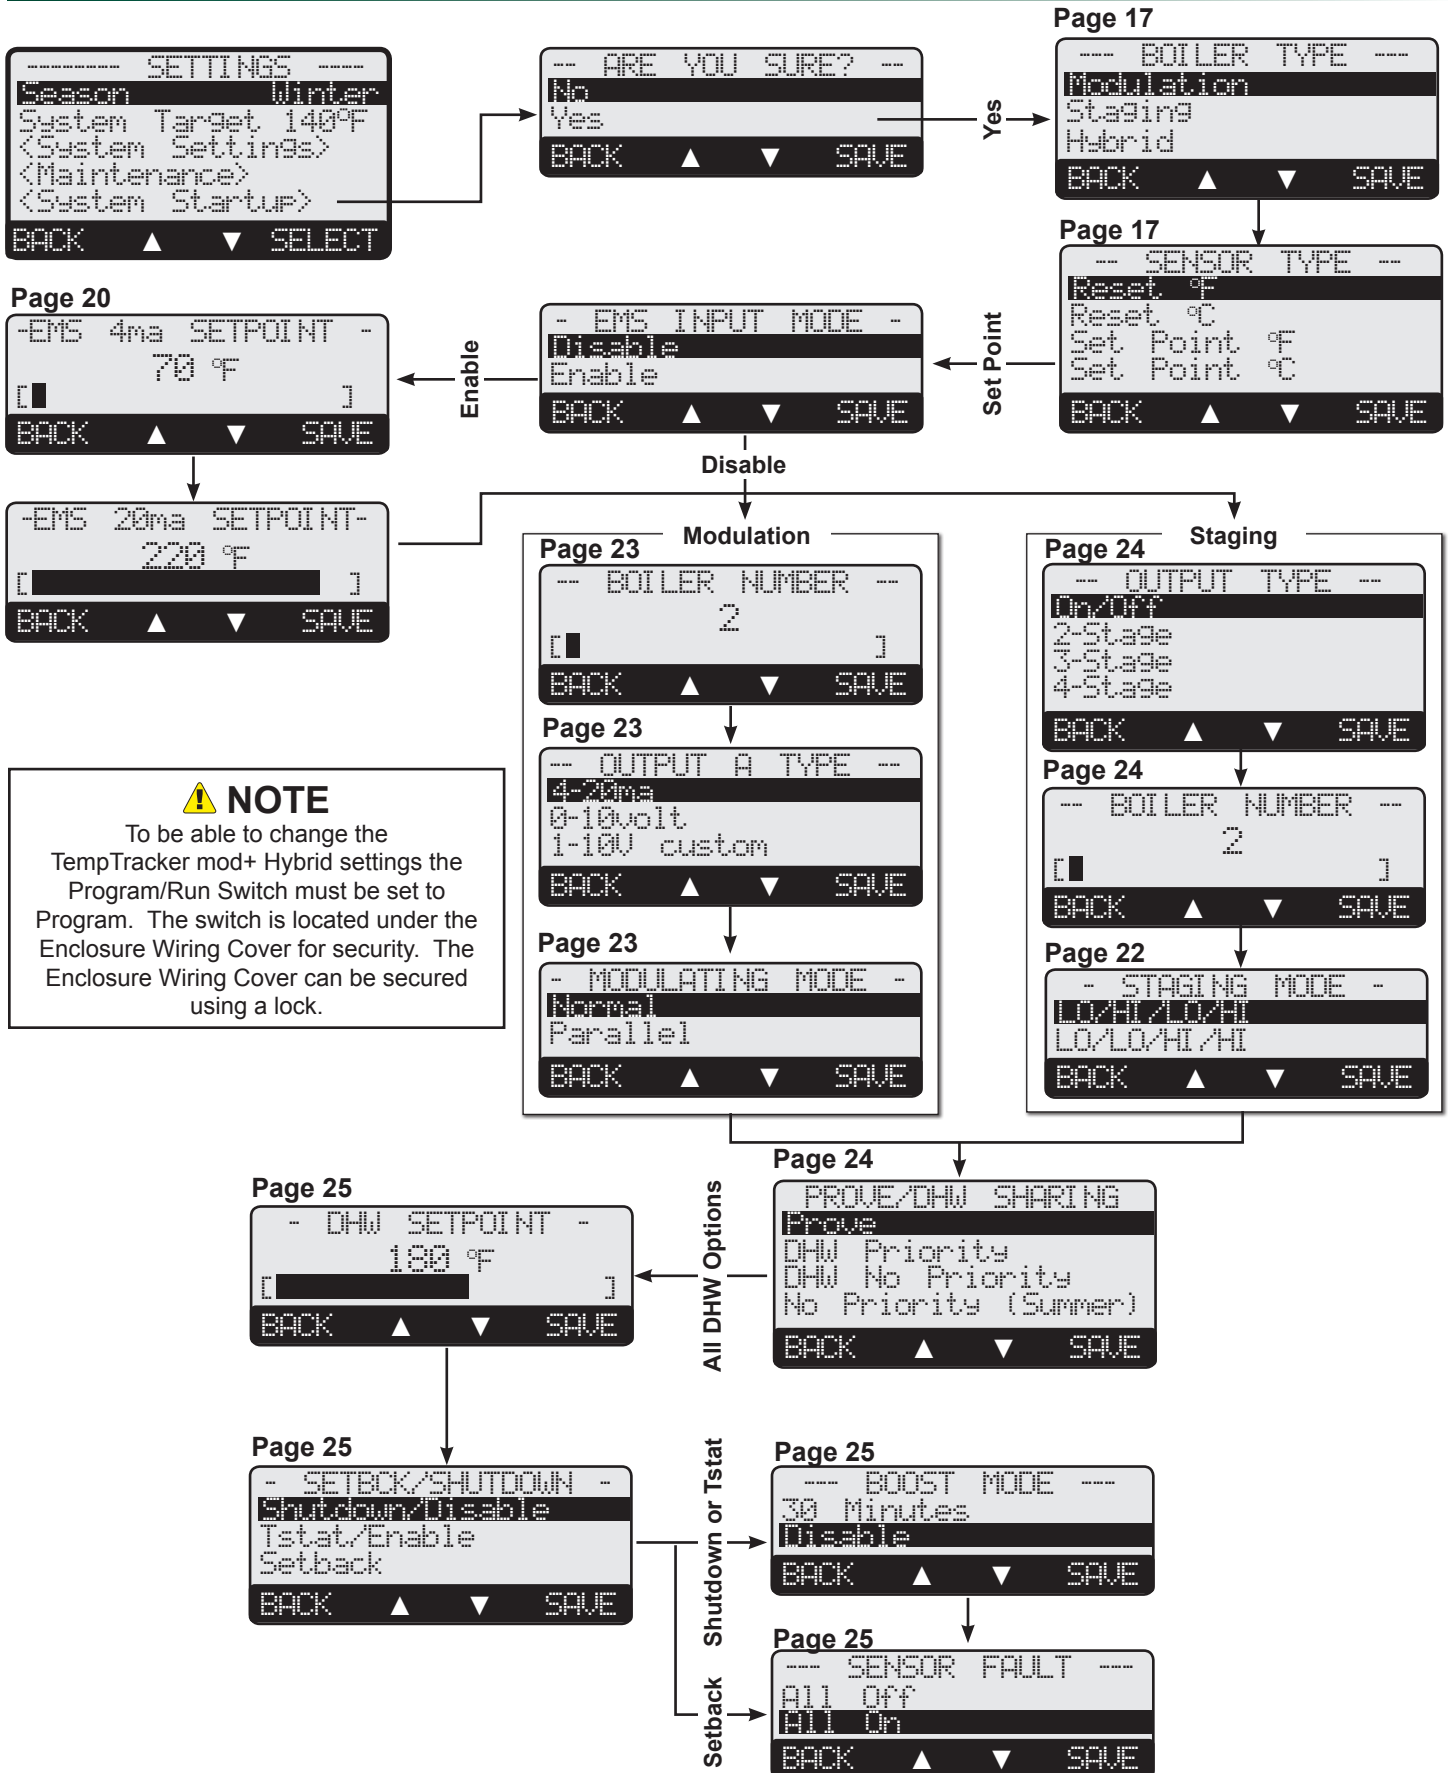 Page 17
------- SETTINGS ----
Season Winter
System Target 140°F
<System Settings>
<Maintenance>
<System Startup>
BACK ▲ ▼ SELECT
-- ARE YOU SURE? --
No
Yes
BACK ▲ ▼ SAVE
Yes
--- BOILER TYPE ---
Modulation
Staging
Hybrid
BACK ▲ ▼ SAVE
Page 17
-- SENSOR TYPE --
Reset °F
Reset °C
Set Point °F
Set Point °C
BACK ▲ ▼ SAVE
Set Point
- EMS INPUT MODE -
Disable
Enable
BACK ▲ ▼ SAVE
Enable
Disable
Page 20
-EMS 4ma SETPOINT -
70 °F
[ ]
BACK ▲ ▼ SAVE
-EMS 20ma SETPOINT-
220 °F
[ ]
BACK ▲ ▼ SAVE
Modulation
Page 23
-- BOILER NUMBER --
2
[ ]
BACK ▲ ▼ SAVE
Page 23
-- OUTPUT A TYPE --
4-20ma
0-10volt
1-10V custom
BACK ▲ ▼ SAVE
Page 23
- MODULATING MODE -
Normal
Parallel
BACK ▲ ▼ SAVE
Staging
Page 24
-- OUTPUT TYPE --
On/Off
2-Stage
3-Stage
4-Stage
BACK ▲ ▼ SAVE
Page 24
-- BOILER NUMBER --
2
[ ]
BACK ▲ ▼ SAVE
Page 22
- STAGING MODE -
LO/HI/LO/HI
LO/LO/HI/HI
BACK ▲ ▼ SAVE
NOTE
To be able to change the
TempTracker mod+ Hybrid settings the
Program/Run Switch must be set to
Program. The switch is located under the
Enclosure Wiring Cover for security. The
Enclosure Wiring Cover can be secured
using a lock.
Page 24
PROVE/DHW SHARING
Prove
DHW Priority
DHW No Priority
No Priority (Summer)
BACK ▲ ▼ SAVE
All DHW Options
Page 25
- DHW SETPOINT -
180 °F
[ ]
BACK ▲ ▼ SAVE
Page 25
- SETBCK/SHUTDOWN -
Shutdown/Disable
Tstat/Enable
Setback
BACK ▲ ▼ SAVE
Shutdown or Tstat
Page 25
--- BOOST MODE ---
30 Minutes
Disable
BACK ▲ ▼ SAVE
Setback
Page 25
--- SENSOR FAULT ---
All Off
All On
BACK ▲ ▼ SAVE